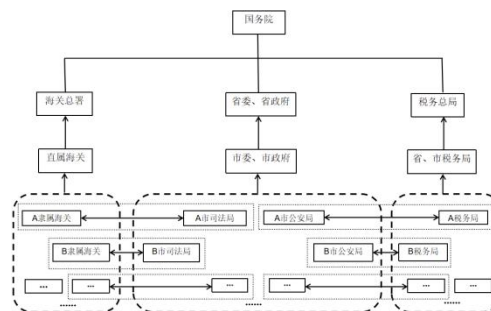 国务院
海关总署 省委、省政府 税务总局
直属海关 市委、市政府 省、市税务局
A隶属海关 A市司法局 A市公安局 A税务局
B隶属海关 B市司法局 B市公安局 B税务局
... ... ... ... ... ...
...... ...... ......